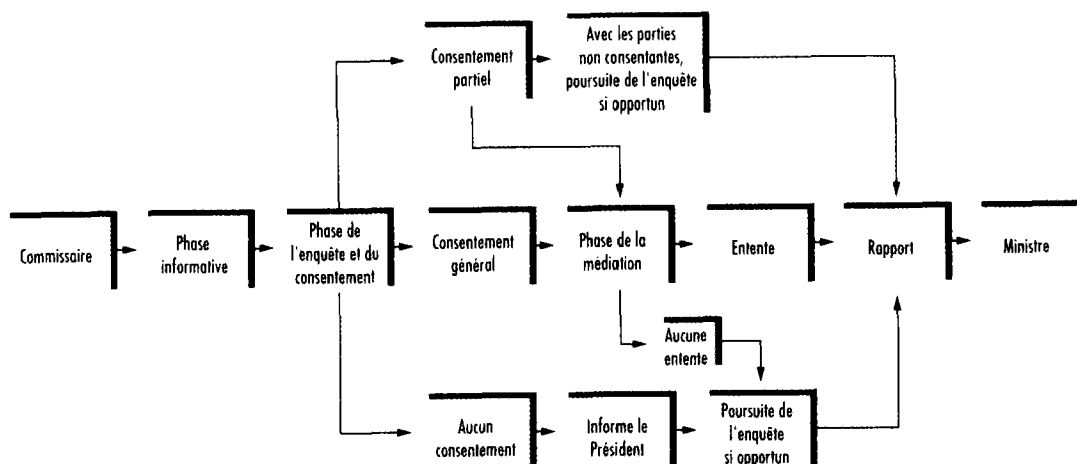 Consentement
partiel
Avec les parties
non consentantes,
poursuite de l'enquête
si opportun
Commissaire
Phase
informative
Phase de
l'enquête et du
consentement
Consentement
général
Phase de la
médiation
Entente
Rapport
Ministre
Aucune
entente
Aucun
consentement
Informe le
Président
Poursuite de
l'enquête
si opportun